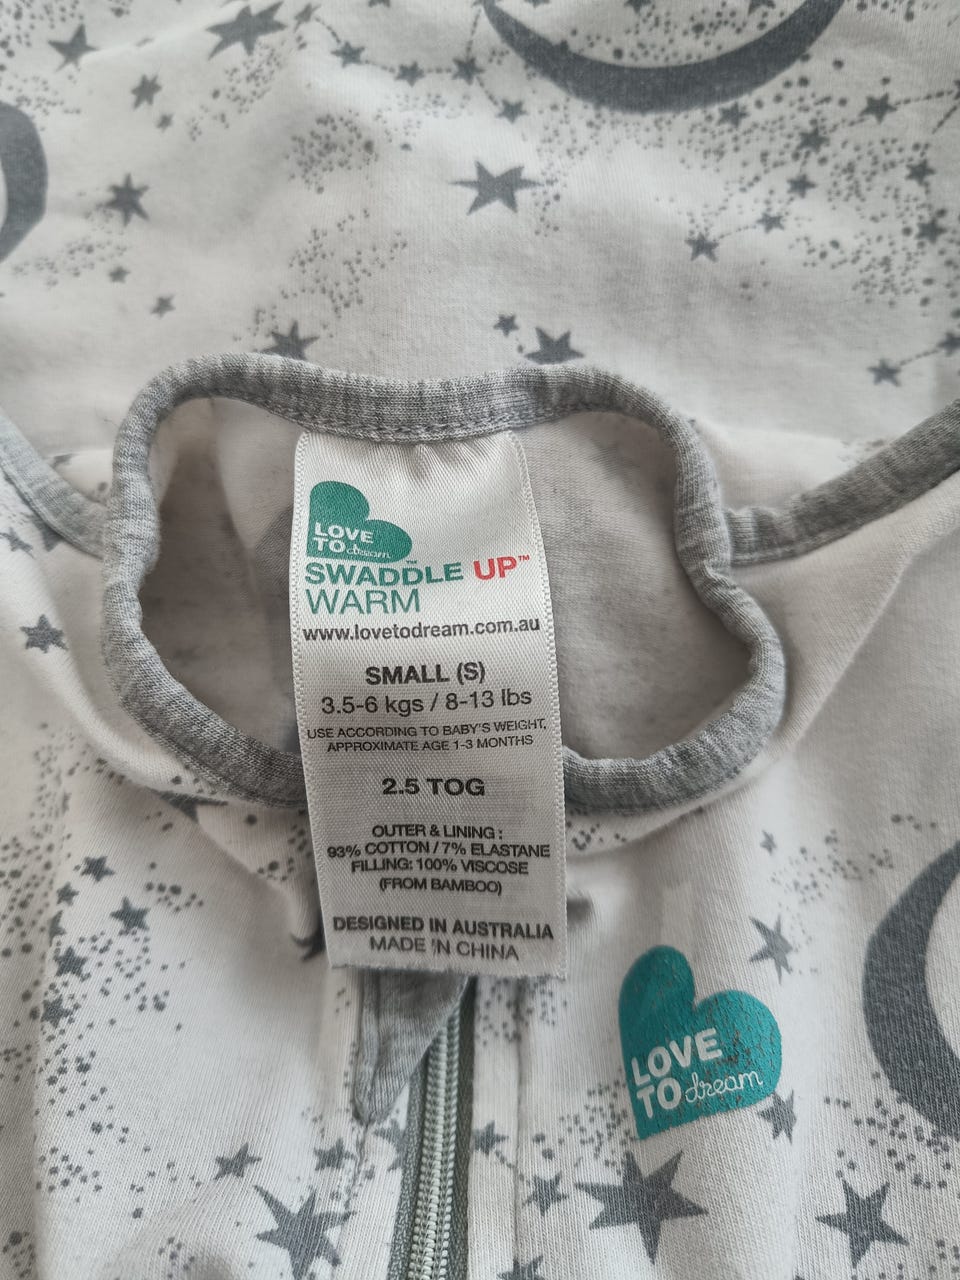 LOVE
TO dream™
SWADDLE UP™
WARM
www.lovetodream.com.au
SMALL (S)
3.5-6 kgs / 8-13 lbs
USE ACCORDING TO BABY'S WEIGHT,
APPROXIMATE AGE 1-3 MONTHS
2.5 TOG
OUTER & LINING :
93% COTTON / 7% ELASTANE
FILLING: 100% VISCOSE
(FROM BAMBOO)
DESIGNED IN AUSTRALIA
MADE IN CHINA
LOVE
TO dream